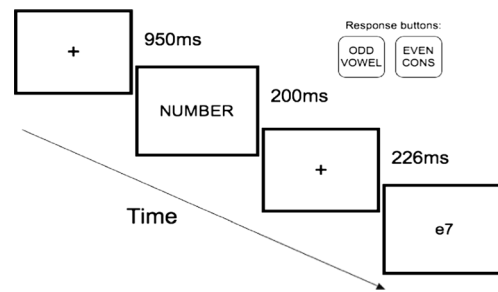 Response buttons:
ODD
VOWEL
EVEN
CONS
+
950ms
NUMBER
200ms
+
226ms
e7
Time